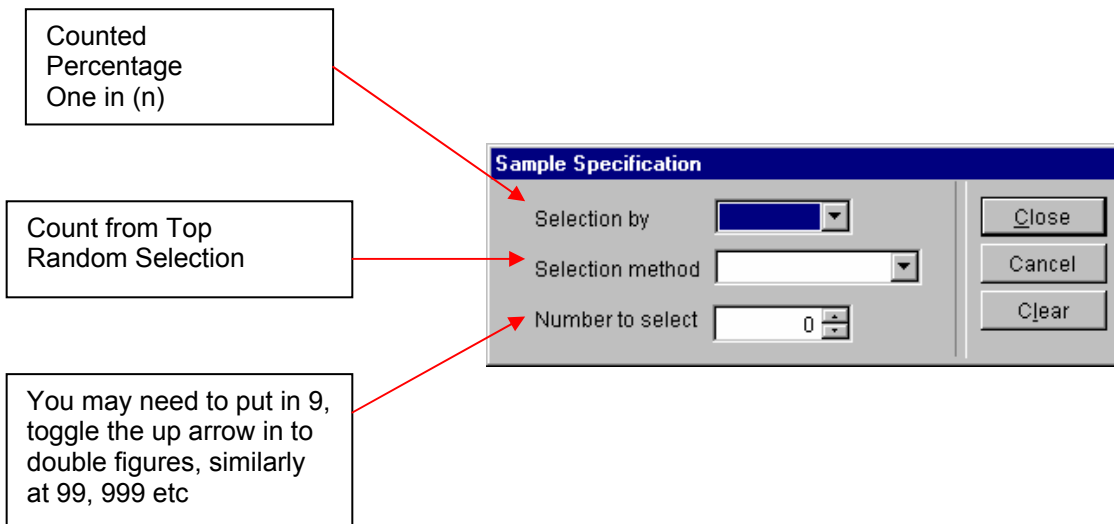 Counted
Percentage
One in (n)
Sample Specification
Selection by
Close
Count from Top
Random Selection
Selection method
Cancel
Number to select
0
Clear
You may need to put in 9,
toggle the up arrow in to
double figures, similarly
at 99, 999 etc